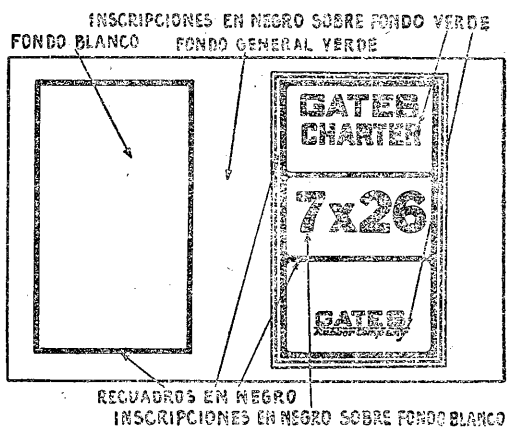 INSCRIPCIONES EN NEGRO SOBRE FONDO VERDE
FONDO BLANCO
FONDO GENERAL VERDE
GATES
CHARTER
7x26
GATES
RECUADROS EN NEGRO
INSCRIPCIONES EN NEGRO SOBRE FONDO BLANCO